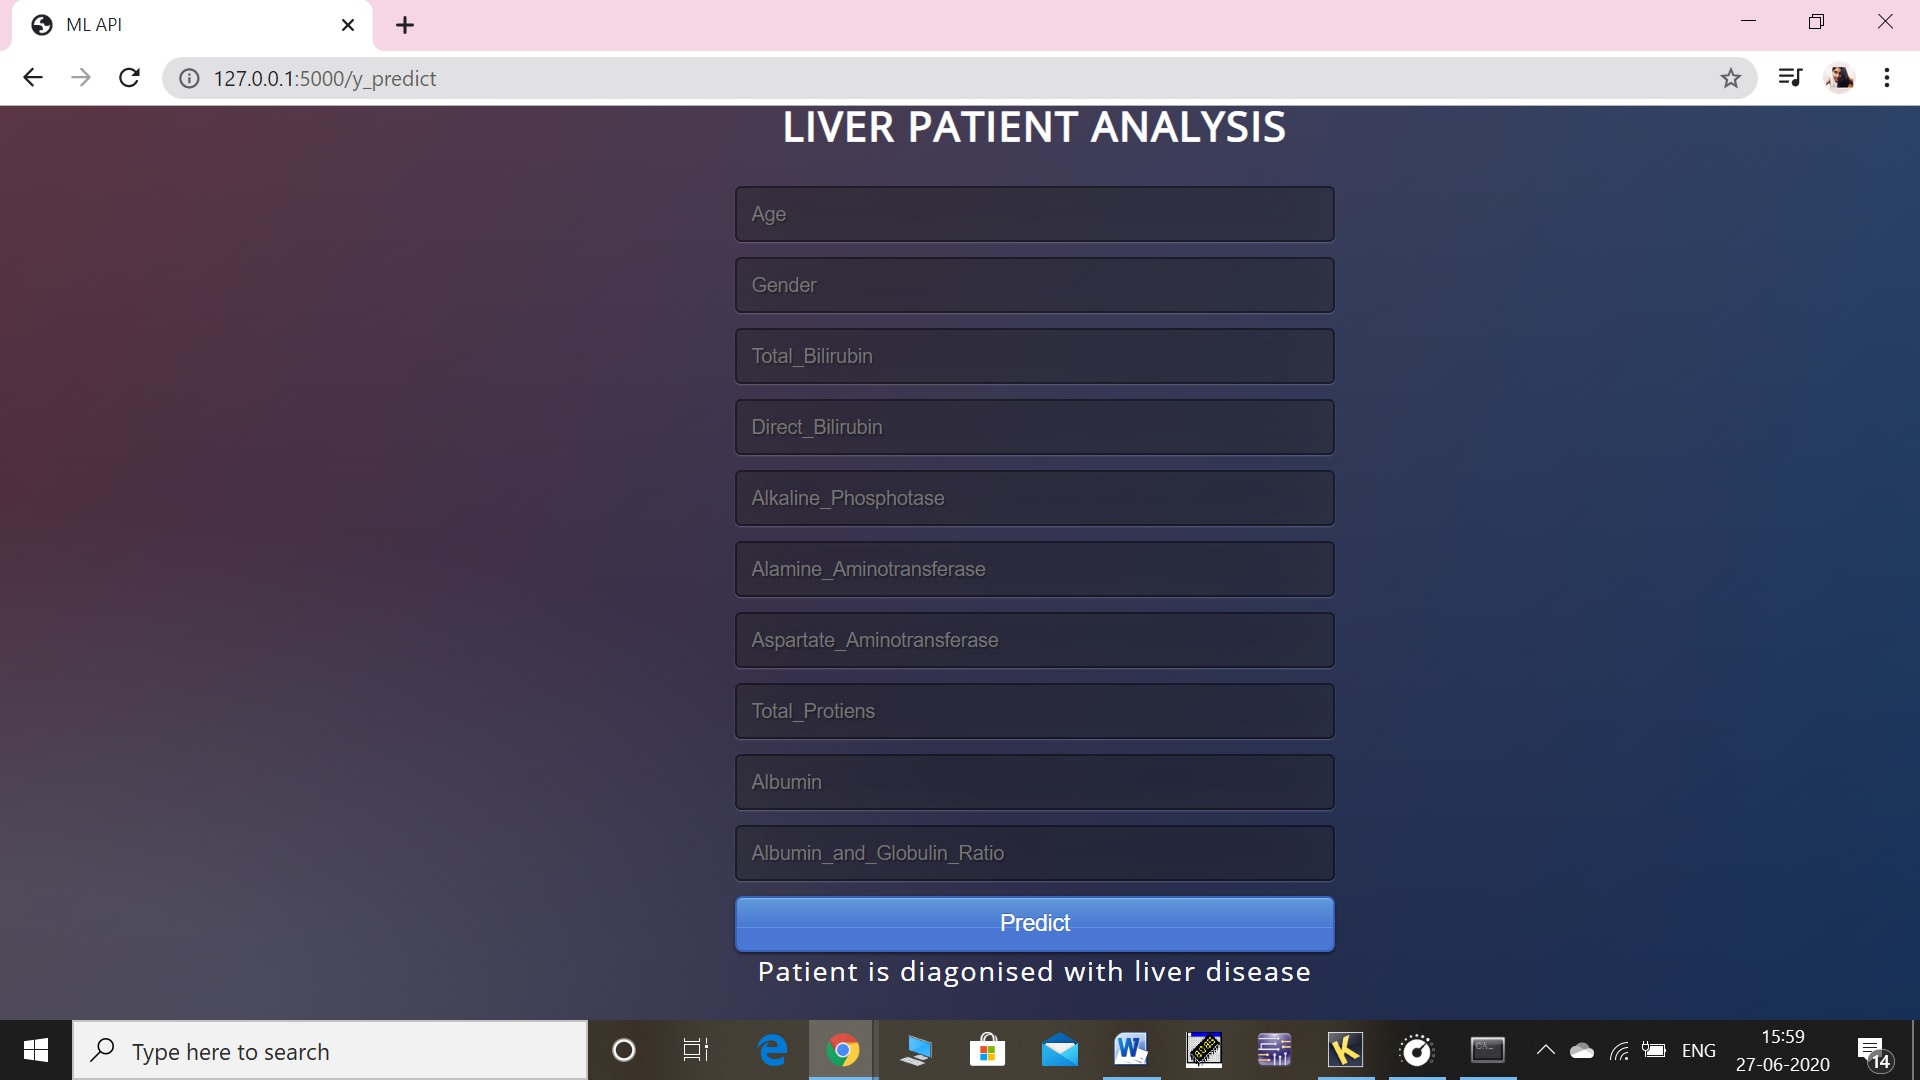 ML API
127.0.0.1:5000/y_predict
LIVER PATIENT ANALYSIS
Age
Gender
Total_Bilirubin
Direct_Bilirubin
Alkaline_Phosphotase
Alamine_Aminotransferase
Aspartate_Aminotransferase
Total_Protiens
Albumin
Albumin_and_Globulin_Ratio
Predict
Patient is diagonised with liver disease
Type here to search
ENG
15:59
27-06-2020
14